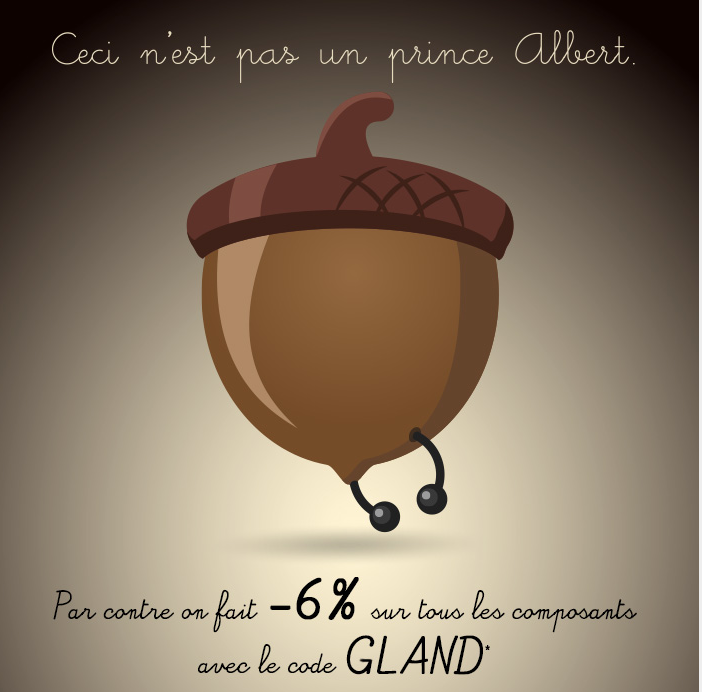 Ceci n'est pas un prince Albert.
Par contre on fait -6% sur tous les composants
avec le code GLAND*